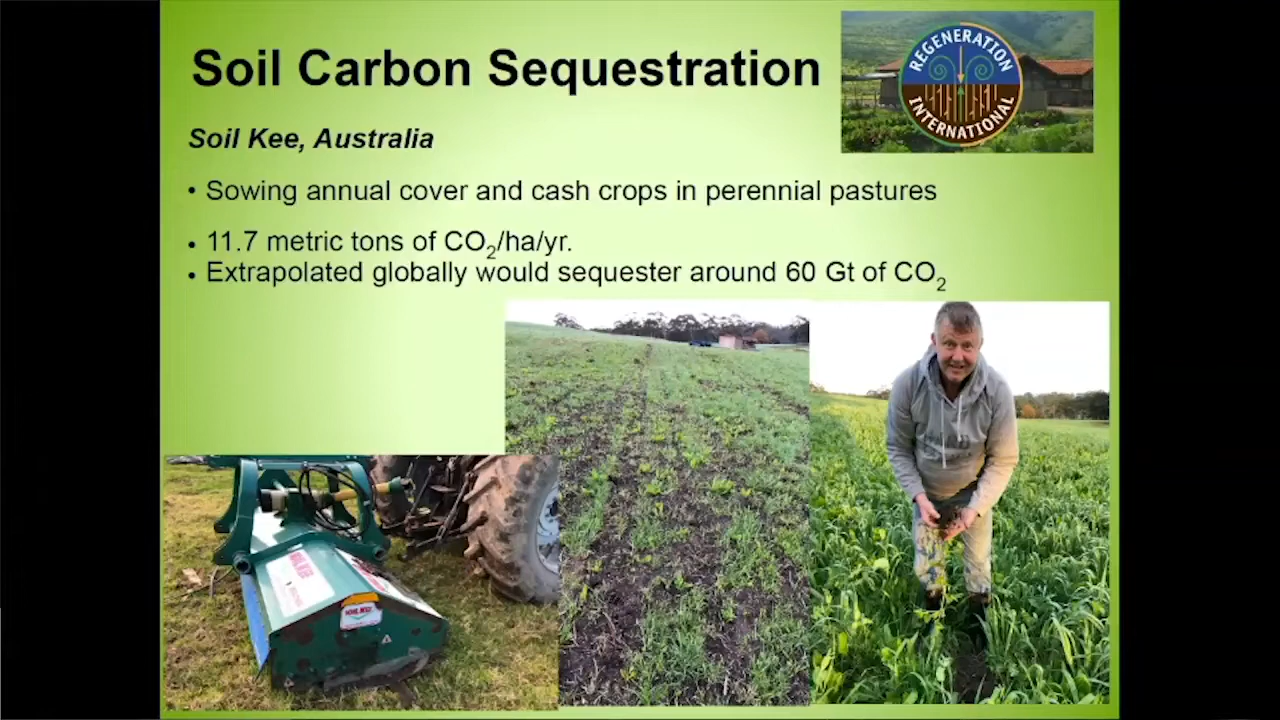 Soil Carbon Sequestration
REGENERATION
INTERNATIONAL
Soil Kee, Australia
• Sowing annual cover and cash crops in perennial pastures
• 11.7 metric tons of CO2/ha/yr.
• Extrapolated globally would sequester around 60 Gt of CO2